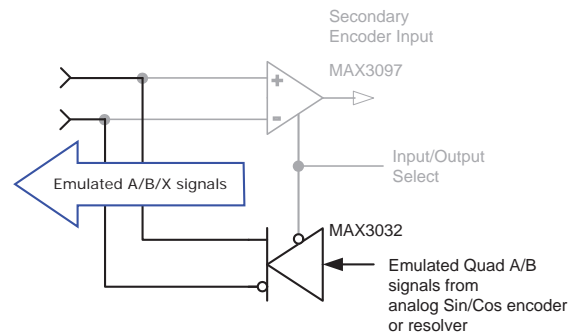 Secondary
Encoder Input
MAX3097
+
-
Input/Output
Select
Emulated A/B/X signals
MAX3032
Emulated Quad A/B
signals from
analog Sin/Cos encoder
or resolver